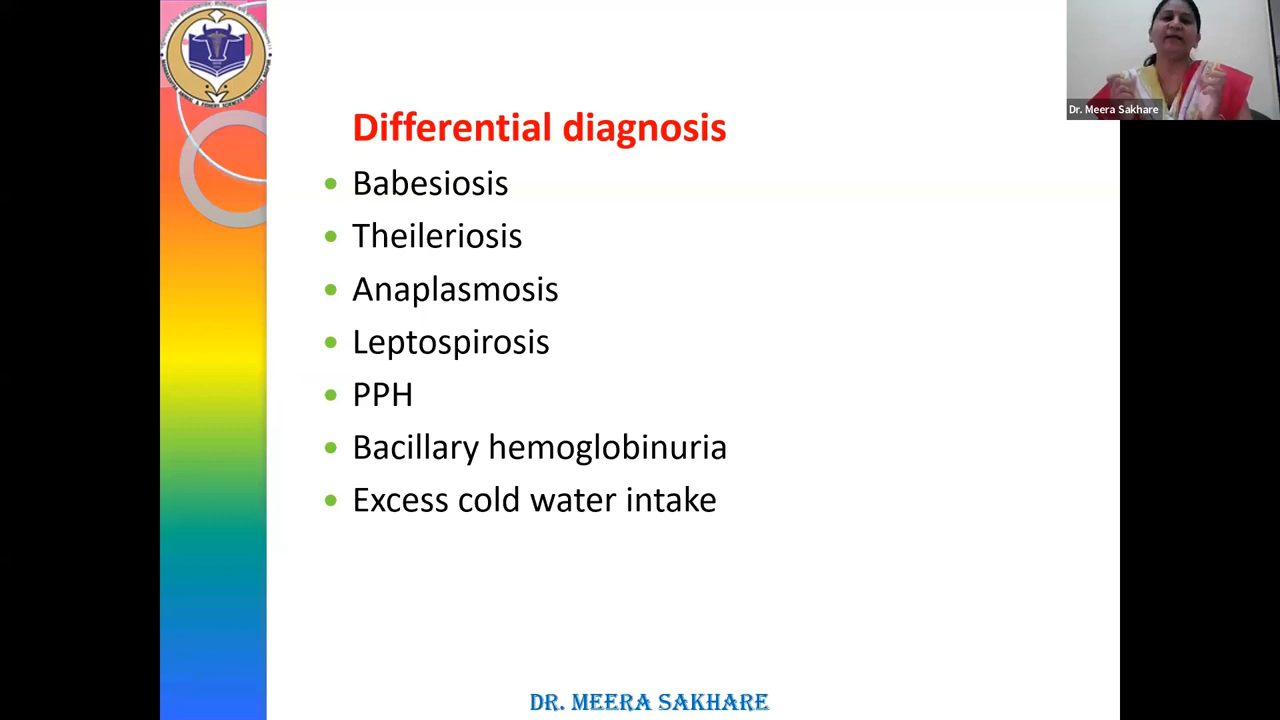 Differential diagnosis
• Babesiosis
• Theileriosis
• Anaplasmosis
• Leptospirosis
• PPH
• Bacillary hemoglobinuria
• Excess cold water intake
DR. MEERA SAKHARE
Dr. Meera Sakhare